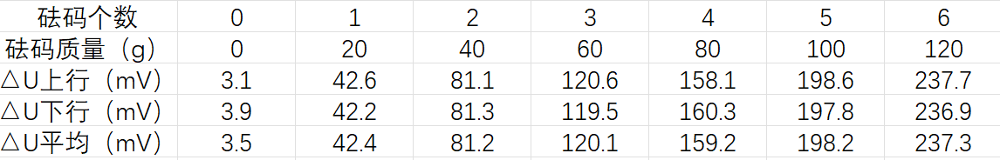 砝码个数 0 1 2 3 4 5 6
砝码质量（g） 0 20 40 60 80 100 120
△U上行（mV） 3.1 42.6 81.1 120.6 158.1 198.6 237.7
△U下行（mV） 3.9 42.2 81.3 119.5 160.3 197.8 236.9
△U平均（mV） 3.5 42.4 81.2 120.1 159.2 198.2 237.3